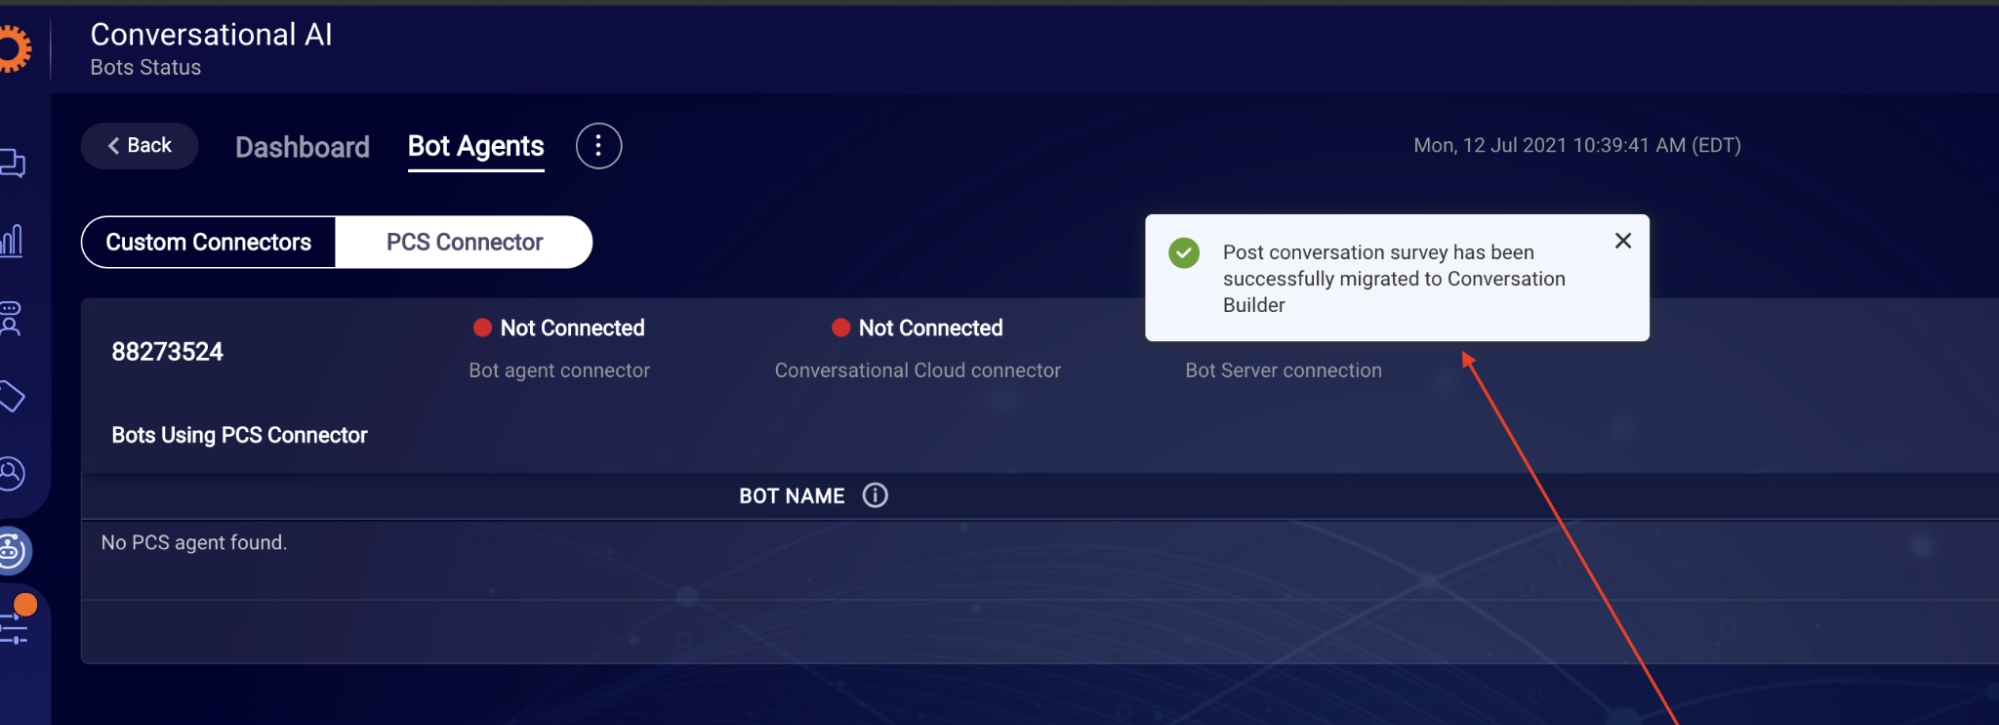 Conversational AI
Bots Status
Back
Dashboard
Bot Agents
Mon, 12 Jul 2021 10:39:41 AM (EDT)
Custom Connectors
PCS Connector
Post conversation survey has been
successfully migrated to Conversation
Builder
88273524
Not Connected
Bot agent connector
Not Connected
Conversational Cloud connector
Bot Server connection
Bots Using PCS Connector
BOT NAME
No PCS agent found.